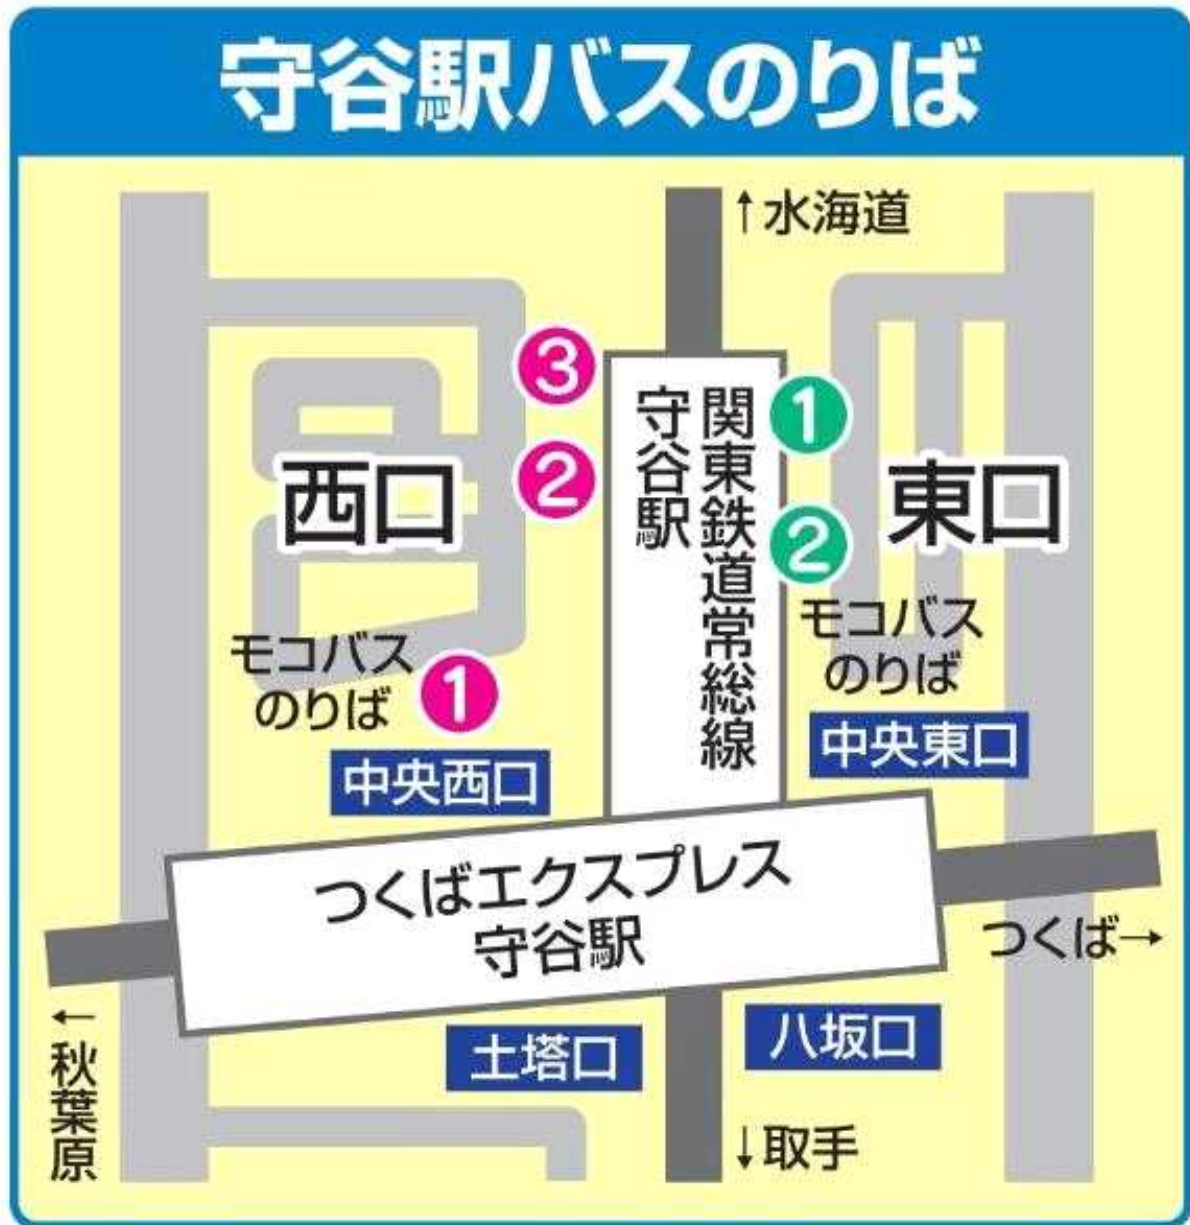 守谷駅バスのりば
↑水海道
3
1
関東鉄道常総線
守谷駅
西口
2
東口
2
モコバス
のりば
モコバス
のりば
1
中央東口
中央西口
つくばエクスプレス
守谷駅
つくば→
←
秋葉原
土塔口
八坂口
↓取手